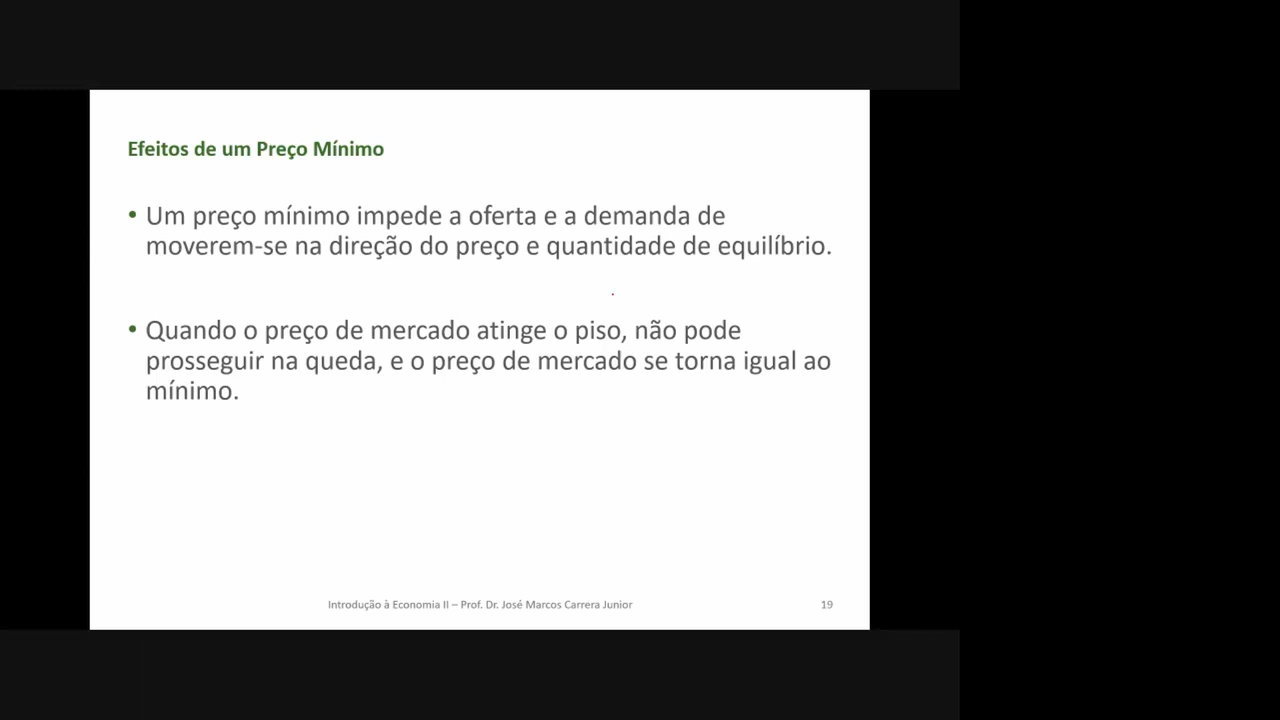 Efeitos de um Preço Mínimo
• Um preço mínimo impede a oferta e a demanda de
moverem-se na direção do preço e quantidade de equilíbrio.
• Quando o preço de mercado atinge o piso, não pode
prosseguir na queda, e o preço de mercado se torna igual ao
mínimo.
Introdução à Economia II – Prof. Dr. José Marcos Carrera Junior
19